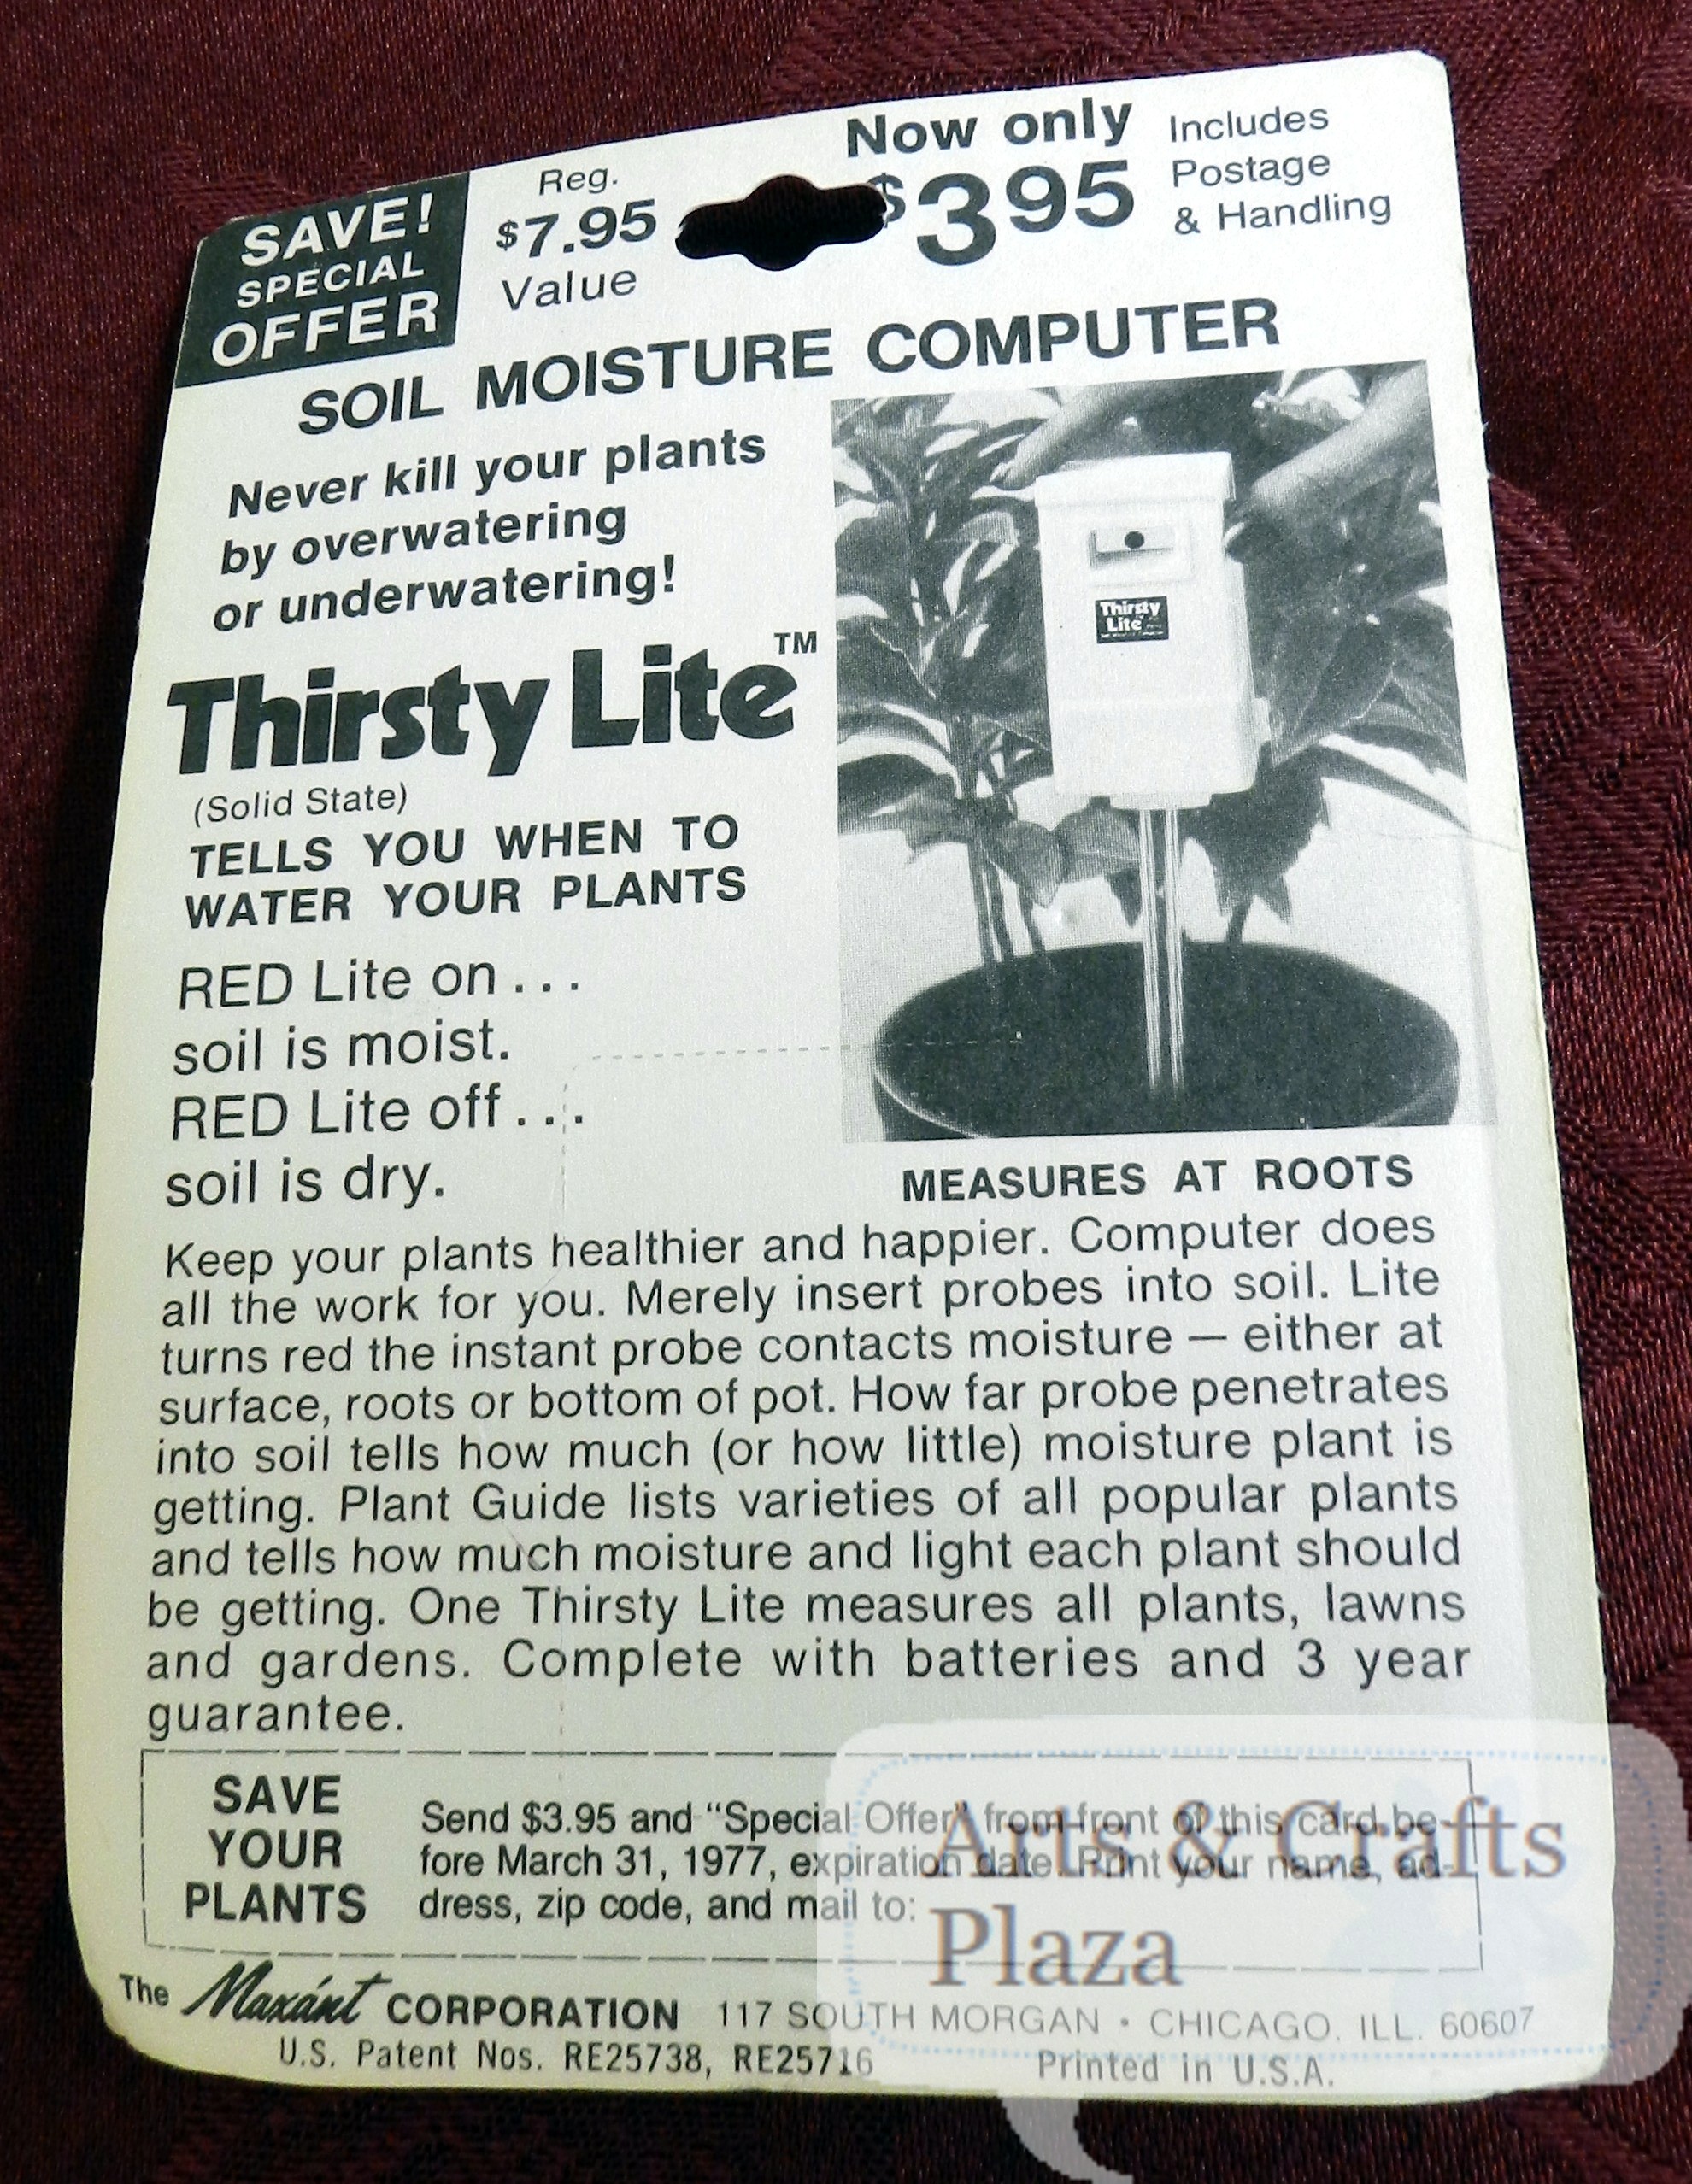 SAVE!
SPECIAL
OFFER
Reg.
$7.95
Value
Now only
$3 95
Includes
Postage
& Handling
SOIL MOISTURE COMPUTER
Never kill your plants
by overwatering
or underwatering!
Thirsty Lite™
(Solid State)
TELLS YOU WHEN TO
WATER YOUR PLANTS
RED Lite on . . .
soil is moist.
RED Lite off . . .
soil is dry.
Thirsty
Lite
MEASURES AT ROOTS
Keep your plants healthier and happier. Computer does
all the work for you. Merely insert probes into soil. Lite
turns red the instant probe contacts moisture — either at
surface, roots or bottom of pot. How far probe penetrates
into soil tells how much (or how little) moisture plant is
getting. Plant Guide lists varieties of all popular plants
and tells how much moisture and light each plant should
be getting. One Thirsty Lite measures all plants, lawns
and gardens. Complete with batteries and 3 year
guarantee.
SAVE
YOUR
PLANTS
Send $3.95 and “Special Offer” from front of this card be-
fore March 31, 1977, expiration date. Print your name, ad-
dress, zip code, and mail to:
The Maxánt CORPORATION 117 SOUTH MORGAN • CHICAGO, ILL. 60607
U.S. Patent Nos. RE25738, RE25716 Printed in U.S.A.
Arts & Crafts
Plaza